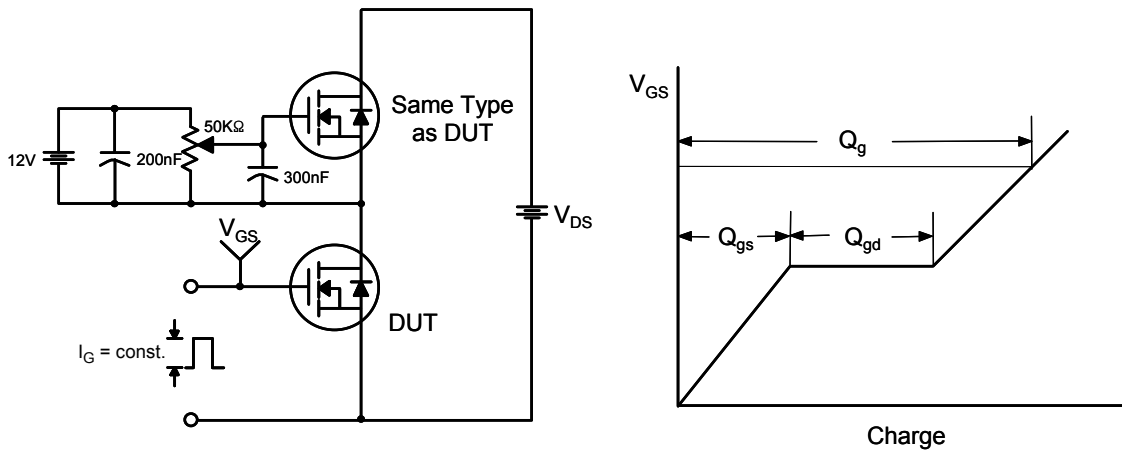 Same Type
as DUT
50KΩ
12V
200nF
300nF
V_GS
V_DS
DUT
I_G = const.
V_GS
Q_g
Q_gs
Q_gd
Charge